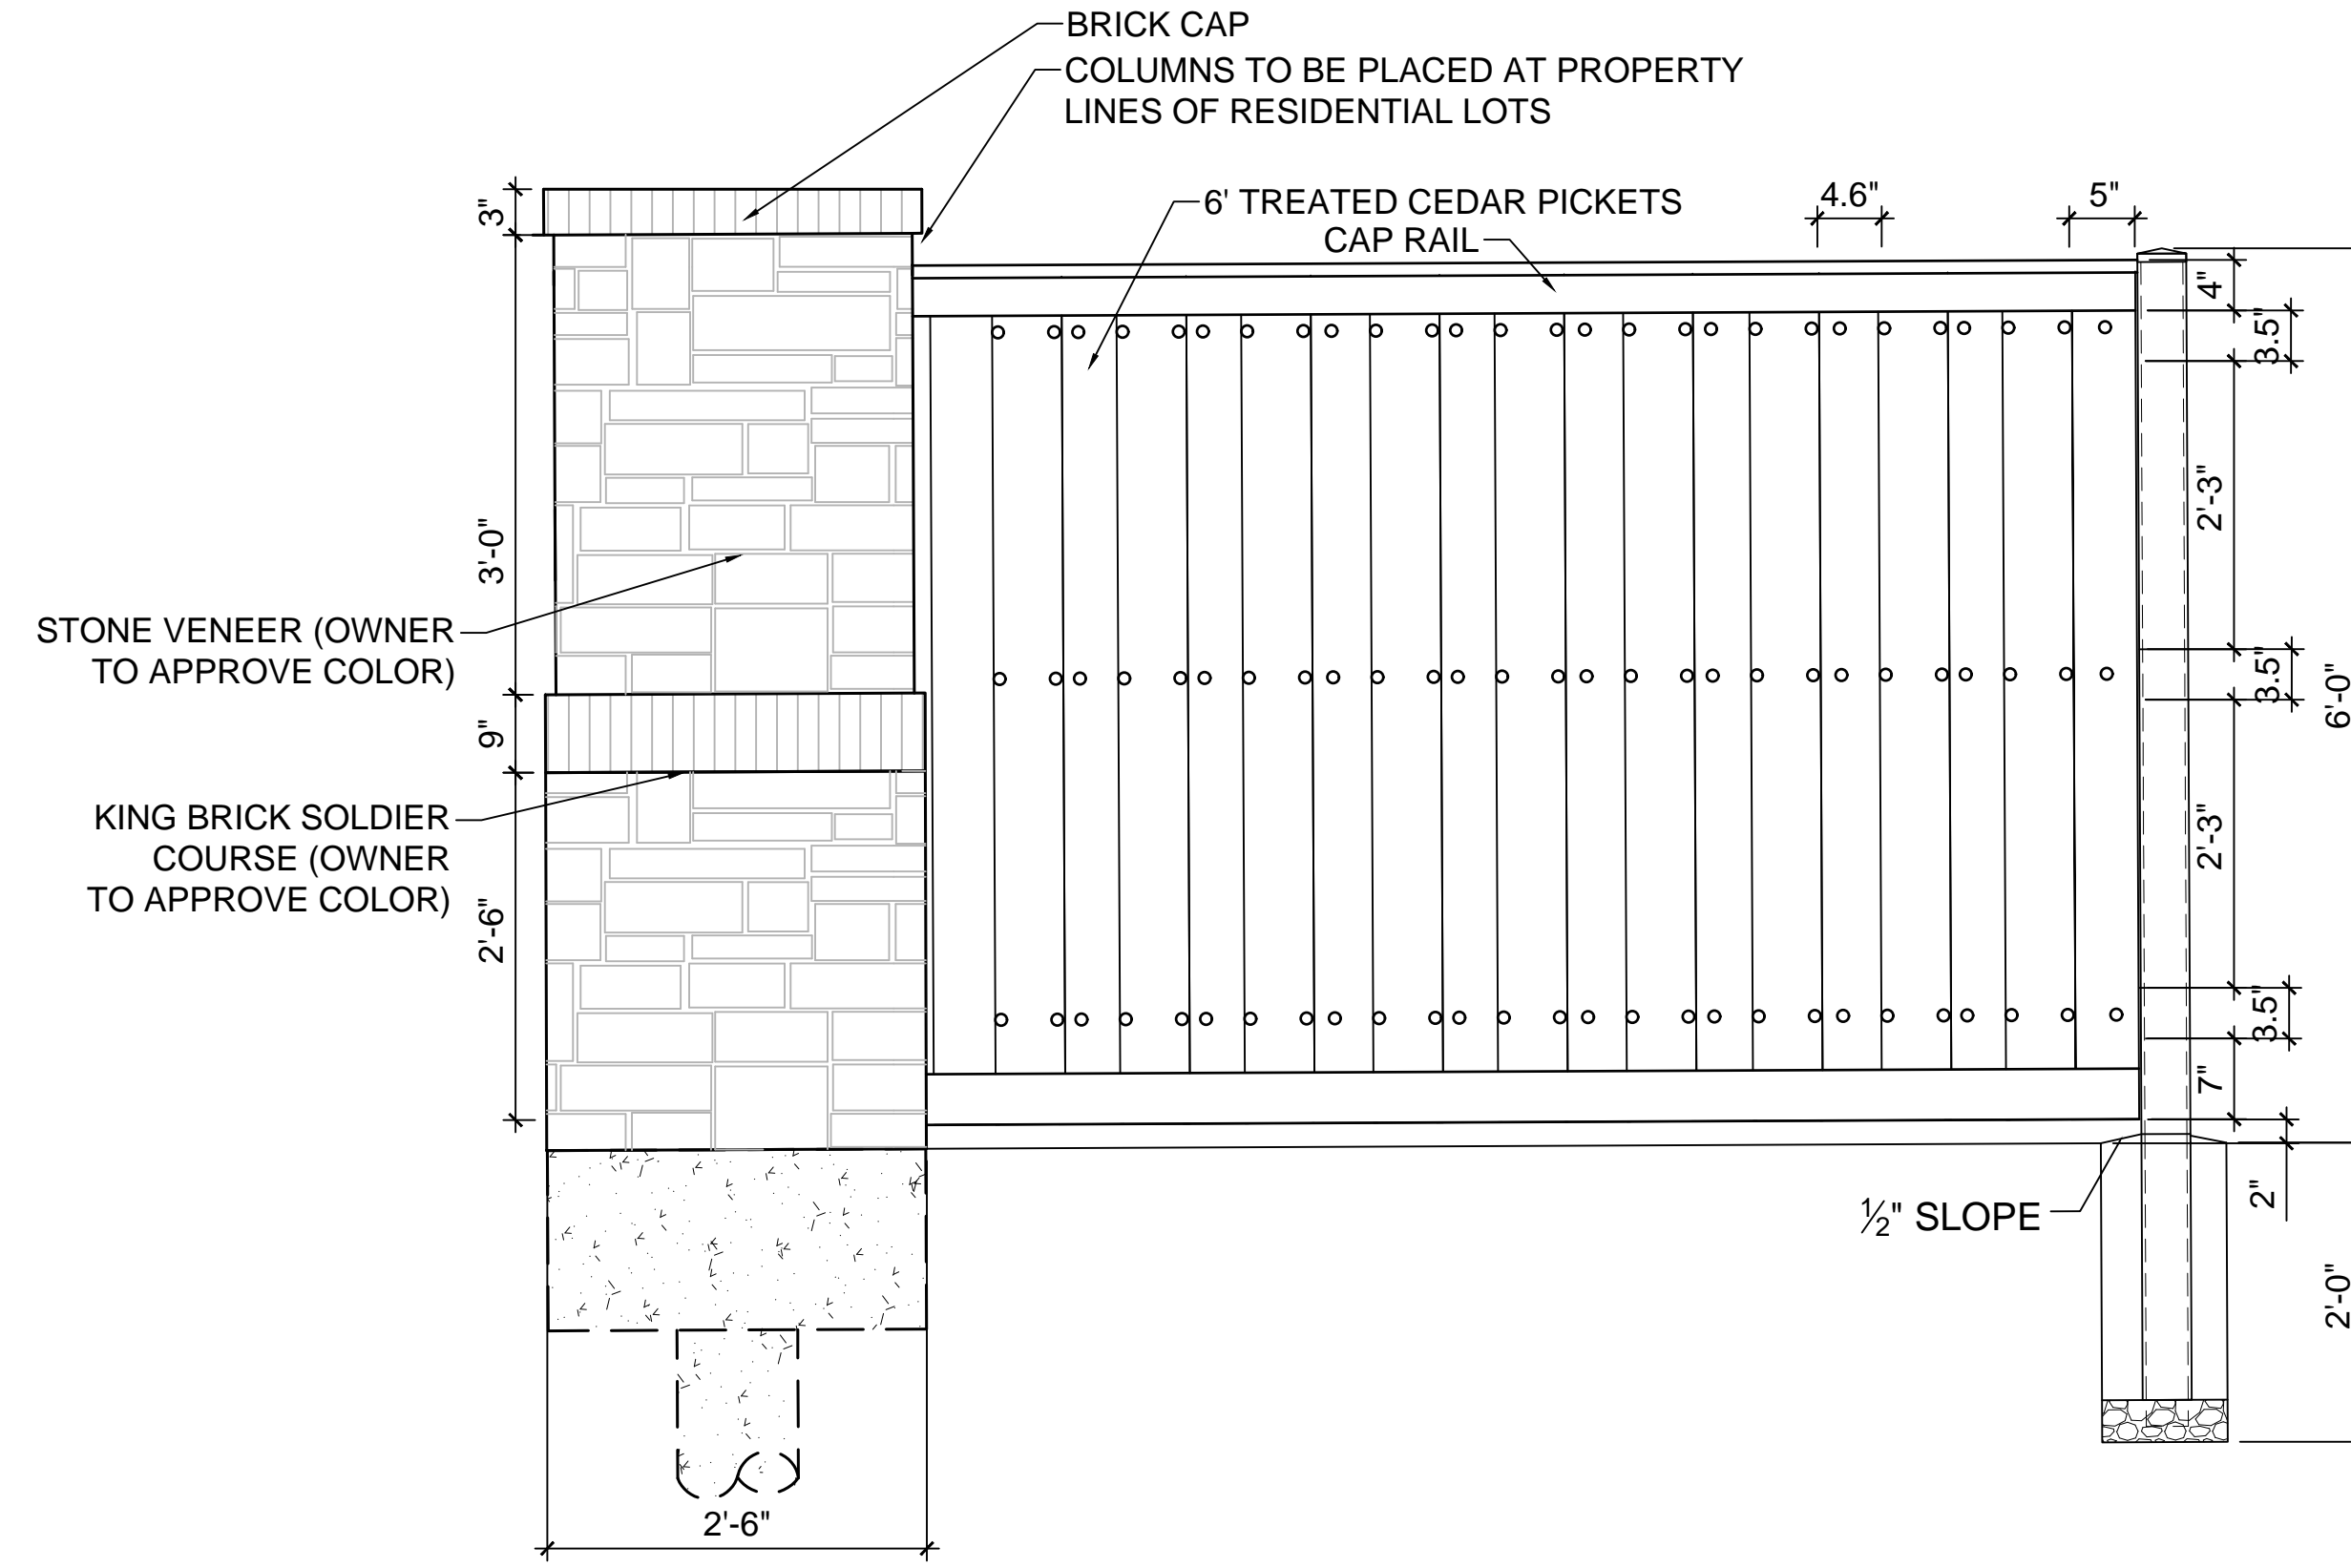 BRICK CAP
COLUMNS TO BE PLACED AT PROPERTY
LINES OF RESIDENTIAL LOTS
6' TREATED CEDAR PICKETS
CAP RAIL
4.6"
5"
3"
3'-0"
9"
2'-6"
STONE VENEER (OWNER
TO APPROVE COLOR)
KING BRICK SOLDIER
COURSE (OWNER
TO APPROVE COLOR)
4"
3.5"
2'-3"
3.5"
6'-0"
2'-3"
3.5"
7"
2"
½" SLOPE
2'-0"
2'-6"